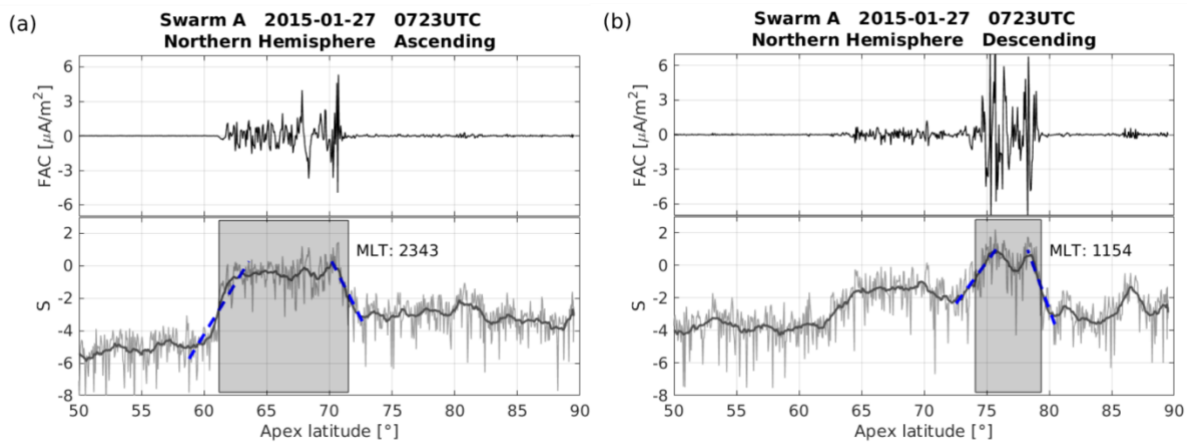 (a)
Swarm A 2015-01-27 0723UTC
Northern Hemisphere Ascending
FAC [μA/m²]
6
3
0
-3
-6
S
2
0
-2
-4
-6
-8
MLT: 2343
50 55 60 65 70 75 80 85 90
Apex latitude [°]
(b)
Swarm A 2015-01-27 0723UTC
Northern Hemisphere Descending
FAC [μA/m²]
6
3
0
-3
-6
S
2
0
-2
-4
-6
-8
MLT: 1154
50 55 60 65 70 75 80 85 90
Apex latitude [°]